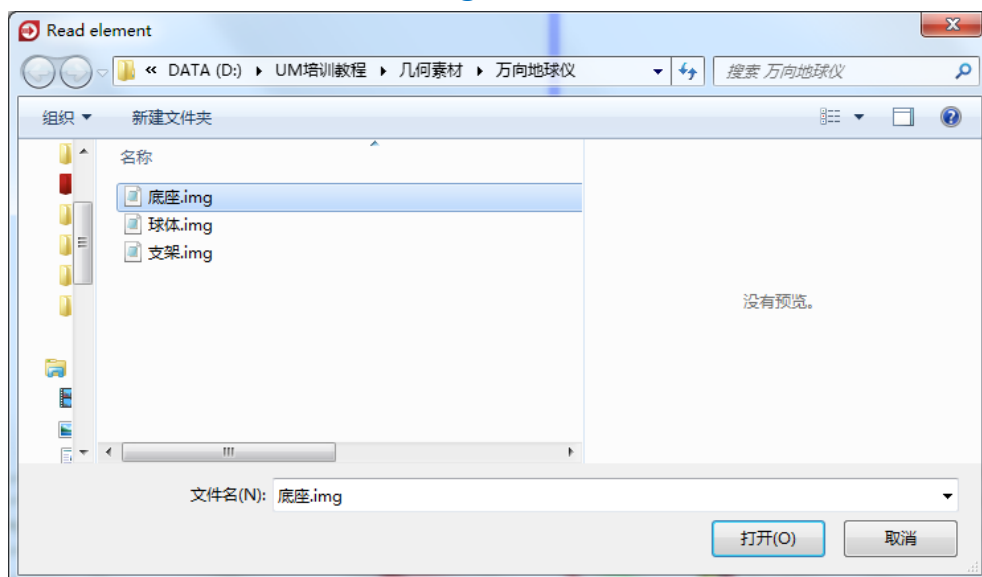 Read element
« DATA (D:) ▸ UM培训教程 ▸ 几何素材 ▸ 万向地球仪
搜索 万向地球仪
组织 ▼ 新建文件夹
名称
底座.img
球体.img
支架.img
没有预览。
文件名(N): 底座.img
打开(O) 取消